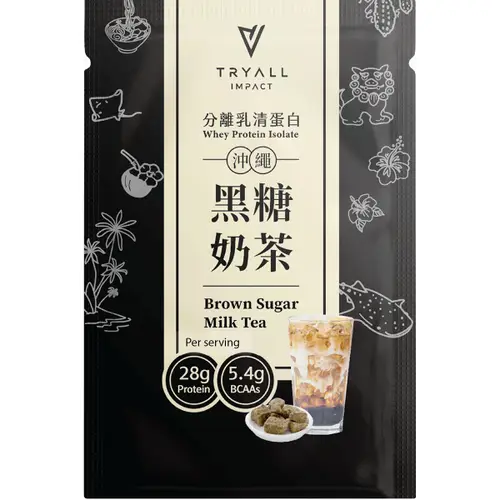 TRYALL
IMPACT
分離乳清蛋白
Whey Protein Isolate
沖繩
黑糖
奶茶
Brown Sugar
Milk Tea
Per serving
28g
Protein
5.4g
BCAAs